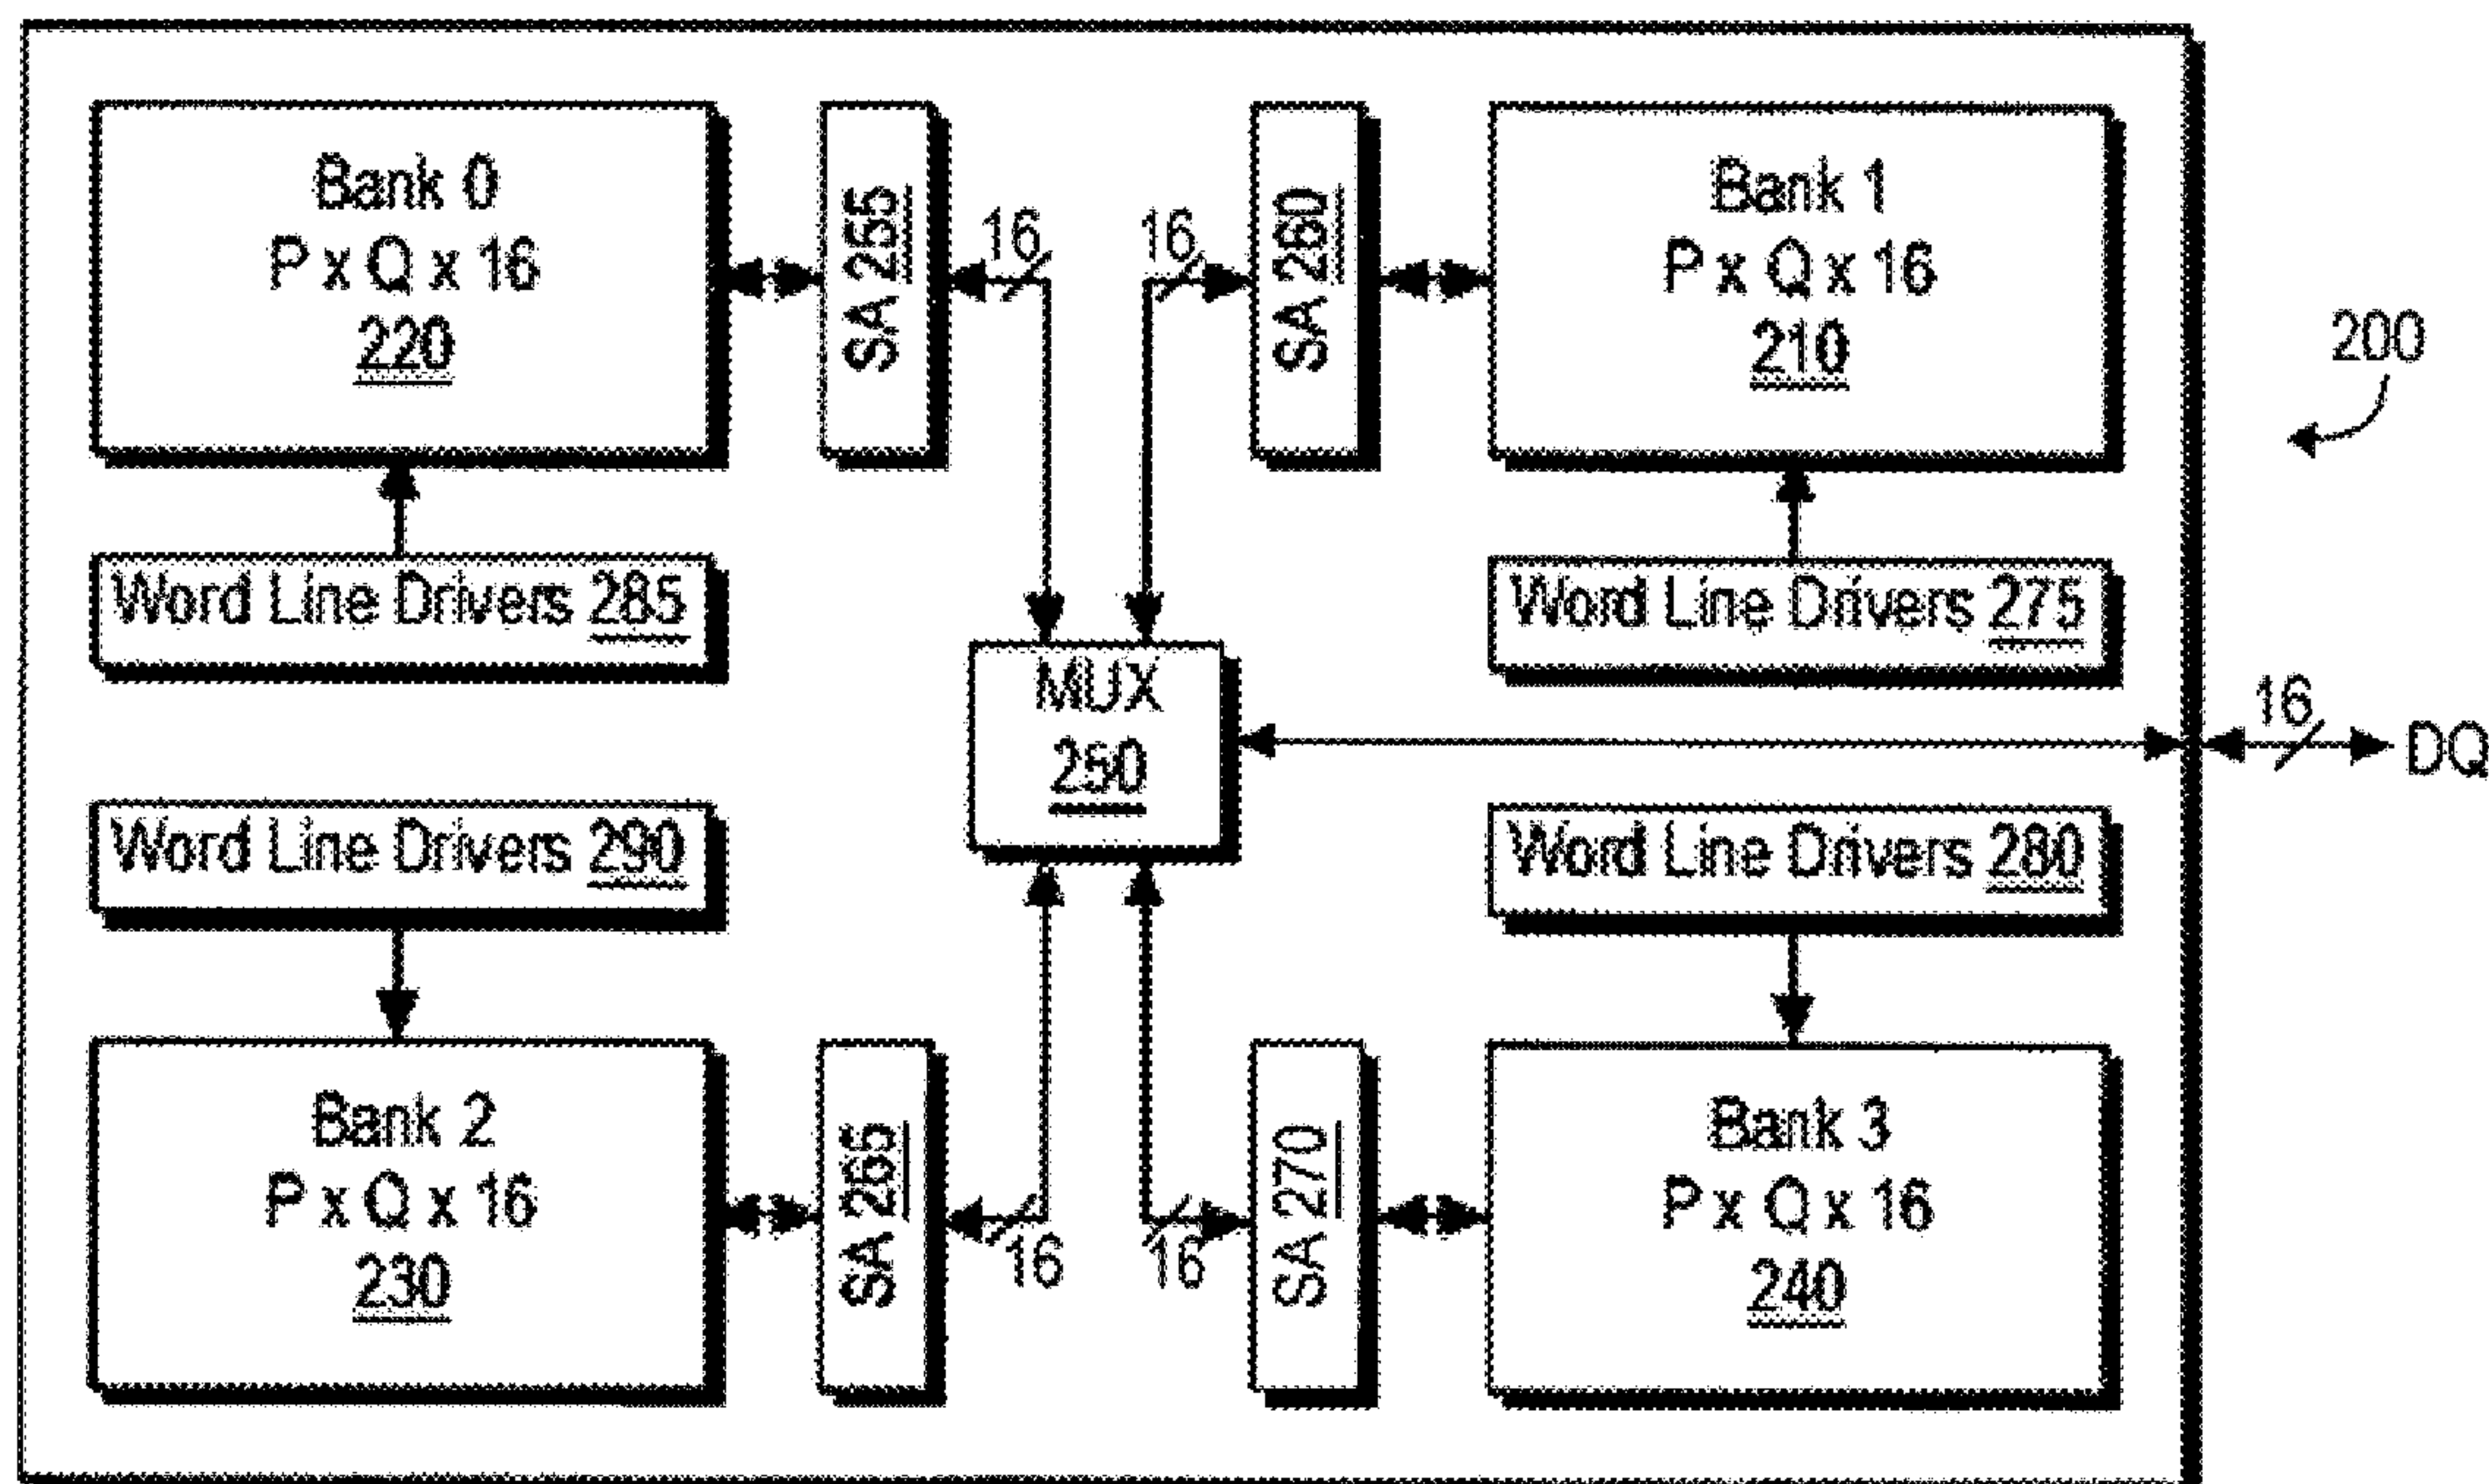 Bank 0
P x Q x 16
220
SA 255
16
16
SA 260
Bank 1
P x Q x 16
210
200
Word Line Drivers 285
MUX
250
Word Line Drivers 275
16
DQ
Word Line Drivers 290
Word Line Drivers 280
Bank 2
P x Q x 16
230
SA 265
16
16
SA 270
Bank 3
P x Q x 16
240